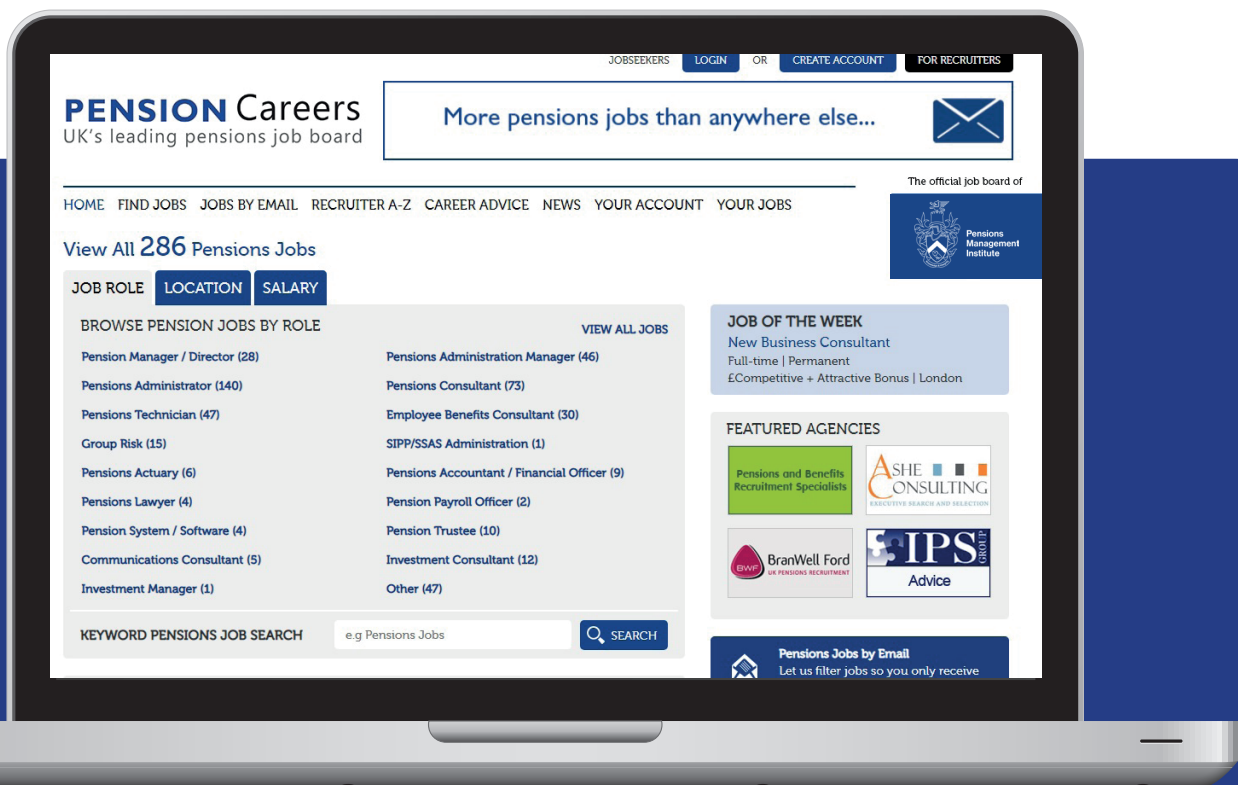 JOBSEEKERS LOGIN OR CREATE ACCOUNT FOR RECRUITERS
PENSION Careers
UK's leading pensions job board
More pensions jobs than anywhere else...
The official job board of
HOME FIND JOBS JOBS BY EMAIL RECRUITER A-Z CAREER ADVICE NEWS YOUR ACCOUNT YOUR JOBS
Pensions
Management
Institute
View All 286 Pensions Jobs
JOB ROLE LOCATION SALARY
BROWSE PENSION JOBS BY ROLE VIEW ALL JOBS
Pension Manager / Director (28) Pensions Administration Manager (46)
Pensions Administrator (140) Pensions Consultant (73)
Pensions Technician (47) Employee Benefits Consultant (30)
Group Risk (15) SIPP/SSAS Administration (1)
Pensions Actuary (6) Pensions Accountant / Financial Officer (9)
Pensions Lawyer (4) Pension Payroll Officer (2)
Pension System / Software (4) Pension Trustee (10)
Communications Consultant (5) Investment Consultant (12)
Investment Manager (1) Other (47)
KEYWORD PENSIONS JOB SEARCH e.g Pensions Jobs SEARCH
JOB OF THE WEEK
New Business Consultant
Full-time | Permanent
£Competitive + Attractive Bonus | London
FEATURED AGENCIES
Pensions and Benefits
Recruitment Specialists
ASHE
CONSULTING
EXECUTIVE SEARCH AND SELECTION
BWF BranWell Ford
UK PENSIONS RECRUITMENT
IPS GROUP
Advice
Pensions Jobs by Email
Let us filter jobs so you only receive